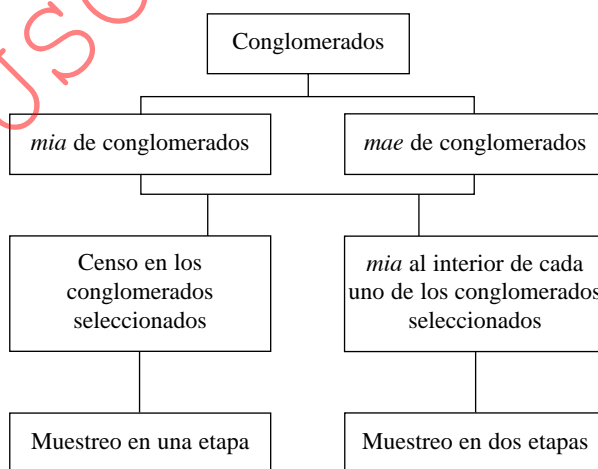 Conglomerados
mia de conglomerados
mae de conglomerados
Censo en los
conglomerados
seleccionados
mia al interior de cada
uno de los conglomerados
seleccionados
Muestreo en una etapa
Muestreo en dos etapas